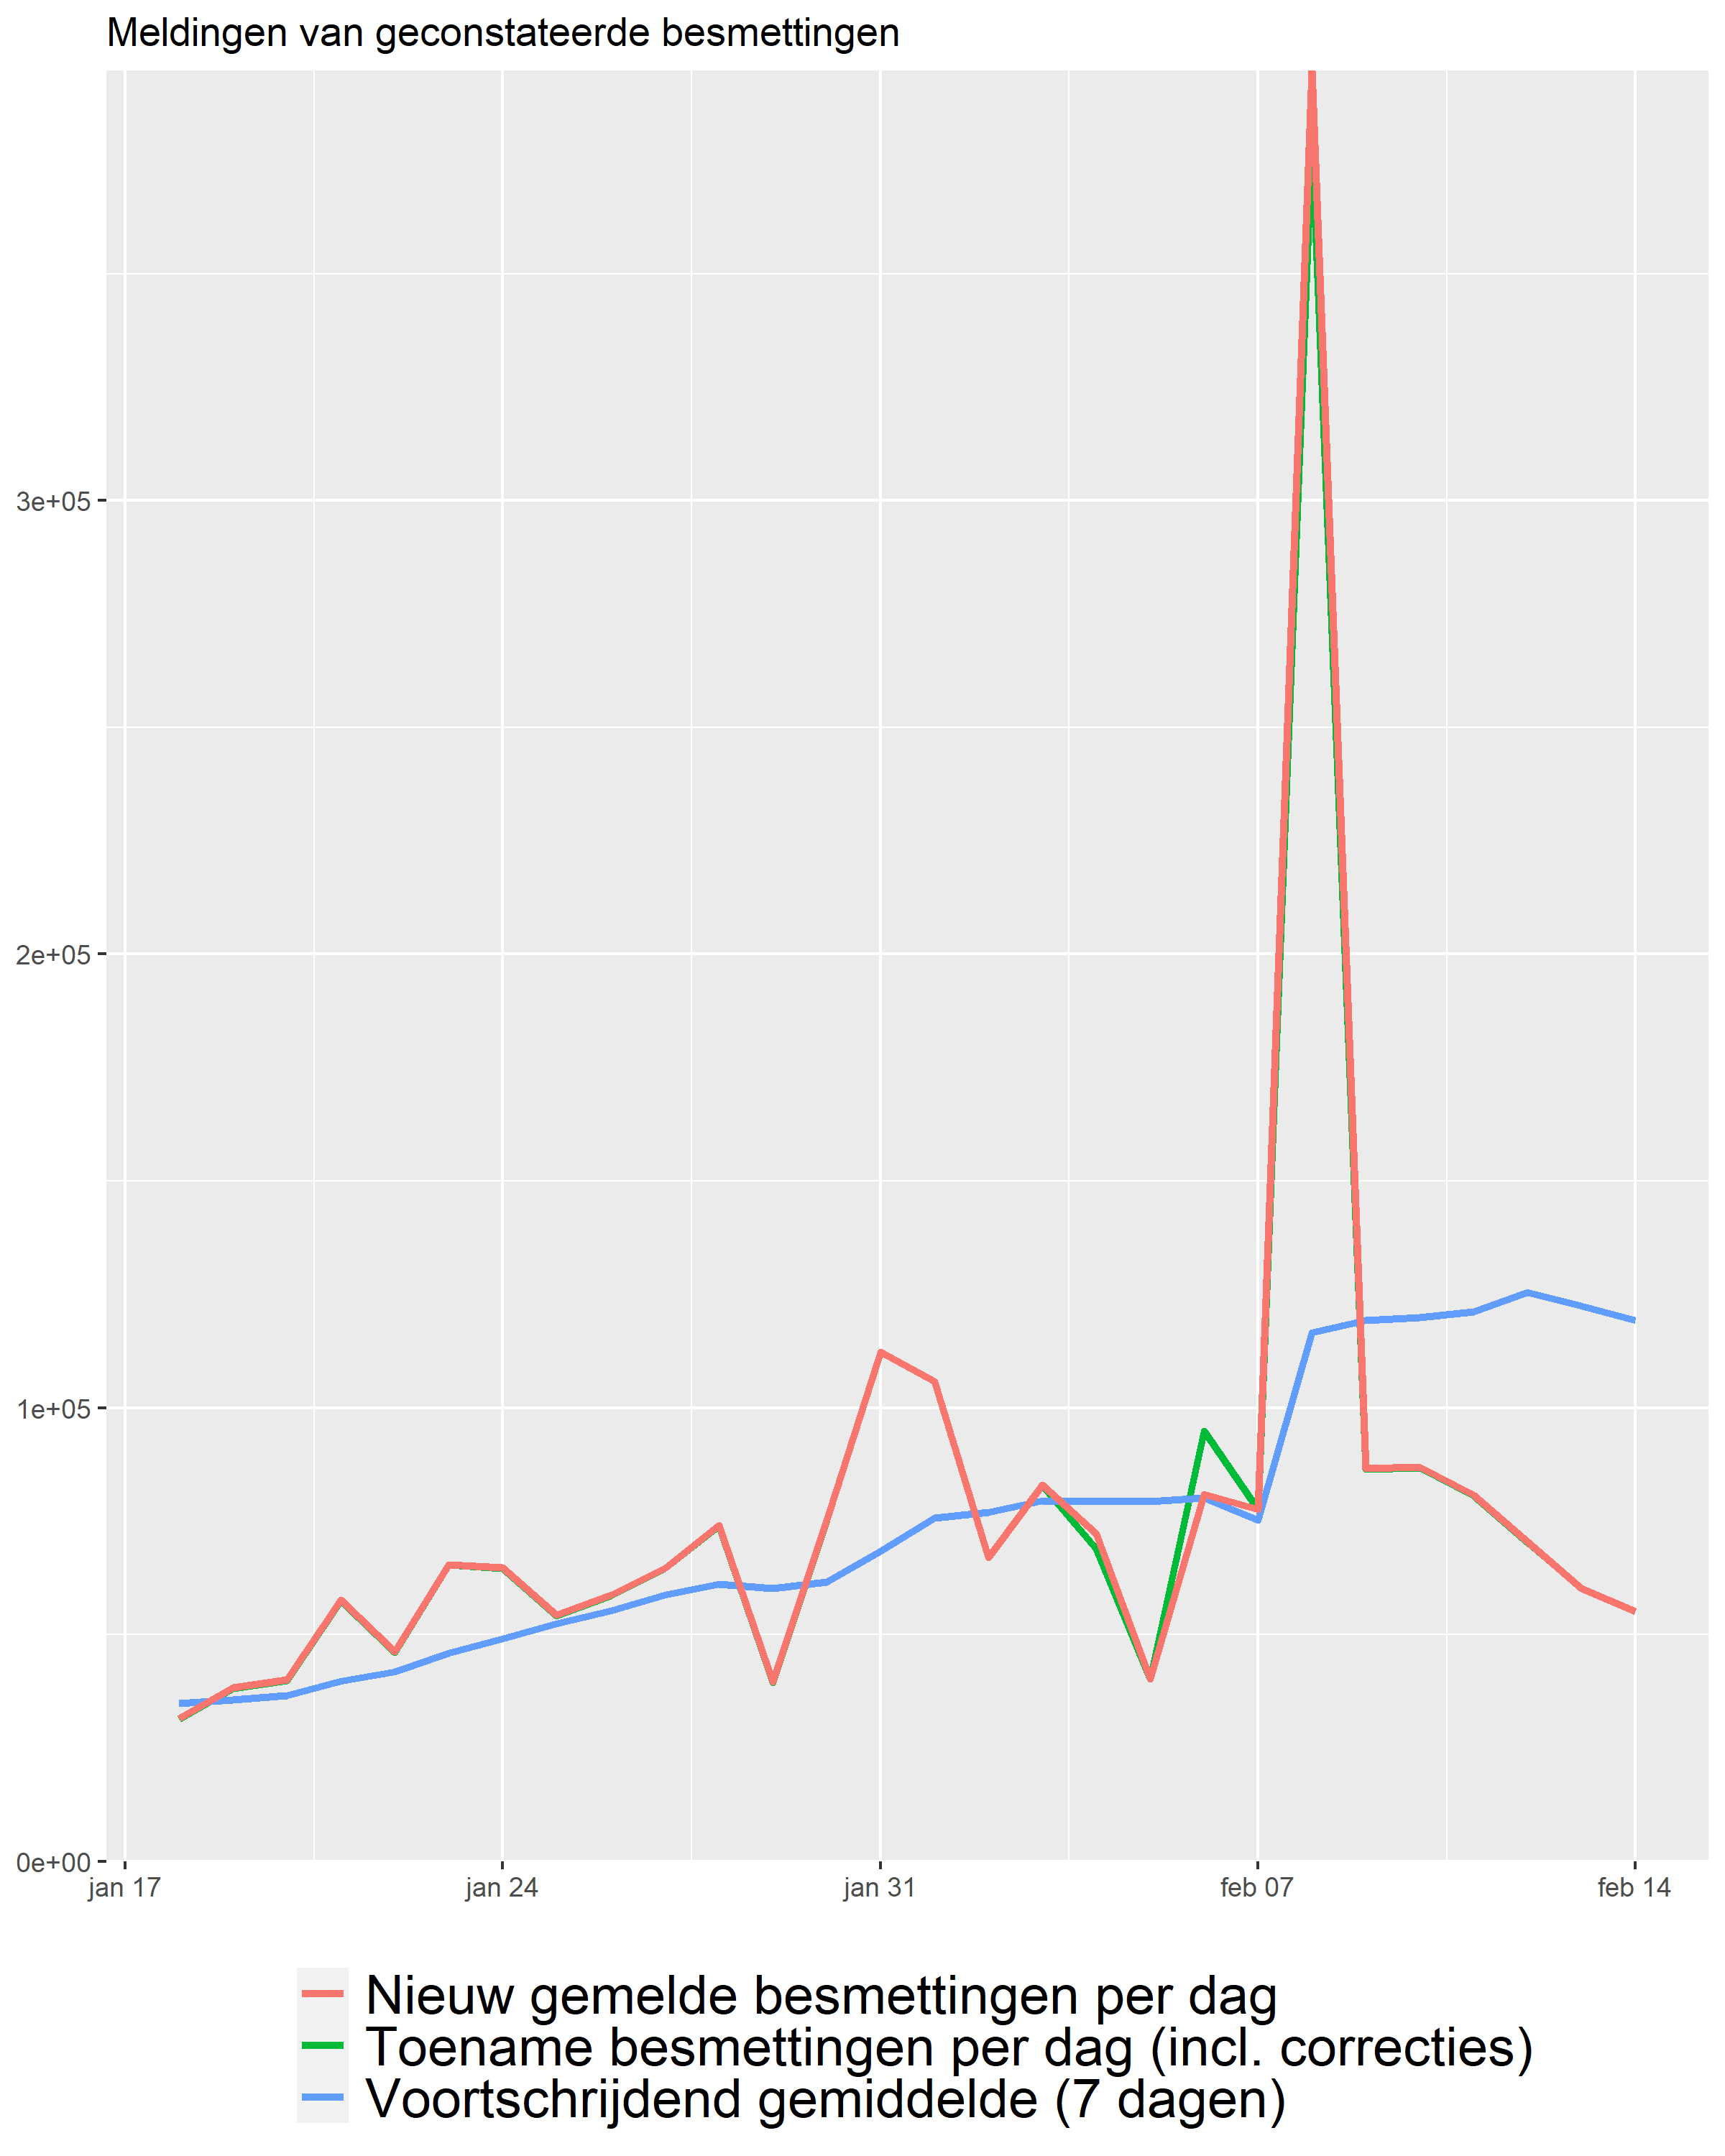 Meldingen van geconstateerde besmettingen
3e+05
2e+05
1e+05
0e+00
jan 17 jan 24 jan 31 feb 07 feb 14
Nieuw gemelde besmettingen per dag
Toename besmettingen per dag (incl. correcties)
Voortschrijdend gemiddelde (7 dagen)